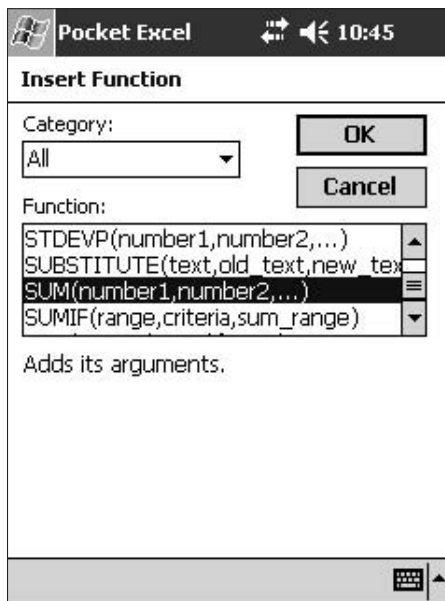 Pocket Excel 10:45
Insert Function
Category:
All
OK
Cancel
Function:
STDEVP(number1,number2,...)
SUBSTITUTE(text,old_text,new_tex
SUM(number1,number2,...)
SUMIF(range,criteria,sum_range)
Adds its arguments.